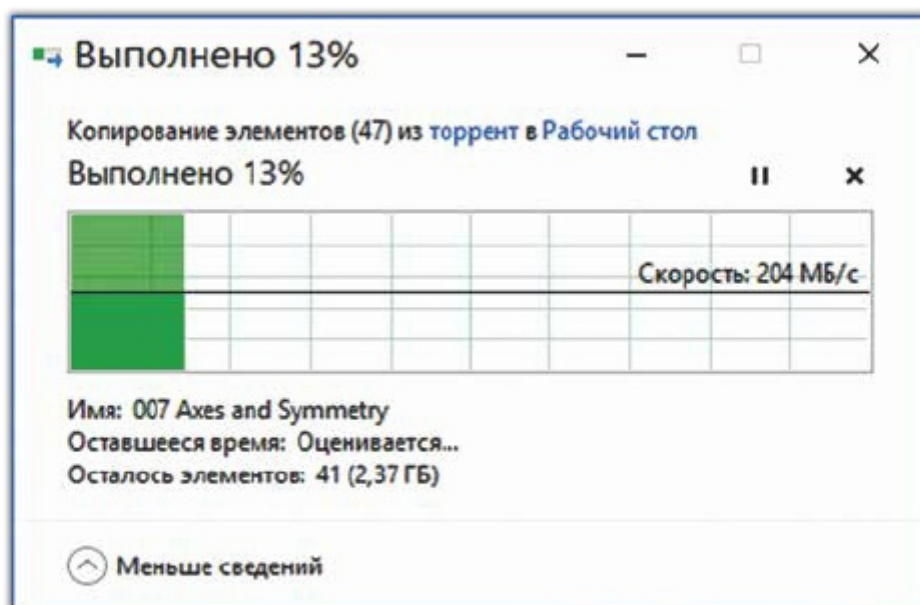 Выполнено 13%
Копирование элементов (47) из торрент в Рабочий стол
Выполнено 13%
Скорость: 204 МБ/с
Имя: 007 Axes and Symmetry
Оставшееся время: Оценивается...
Осталось элементов: 41 (2,37 ГБ)
Меньше сведений